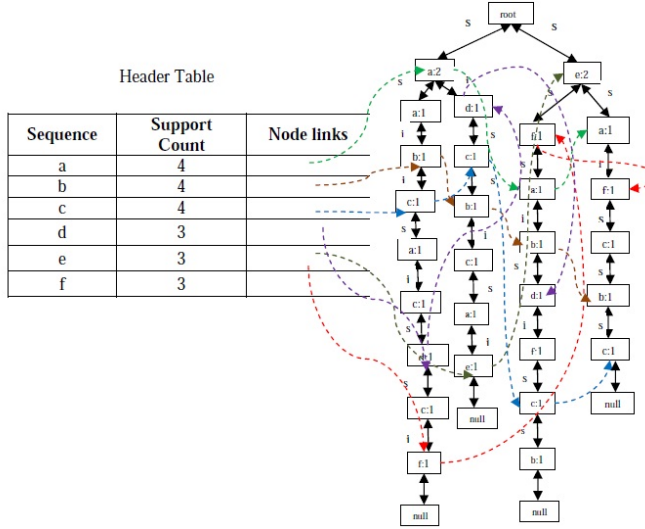 root
s
s
a:2
e:2
Header Table
s
i
s
s
a:1
d:1
f:1
a:1
i
s
s
i
Sequence
Support
Count
Node links
b:1
c:1
a:1
f:1
a
4
i
s
i
s
b
4
c:1
b:1
b:1
c:1
c
4
s
i
s
s
d
3
a:1
c:1
d:1
b:1
e
3
i
s
i
s
f
3
c:1
a:1
f:1
c:1
s
i
s
d:1
e:1
c:1
null
s
c:1
null
s
i
b:1
f:1
null
null